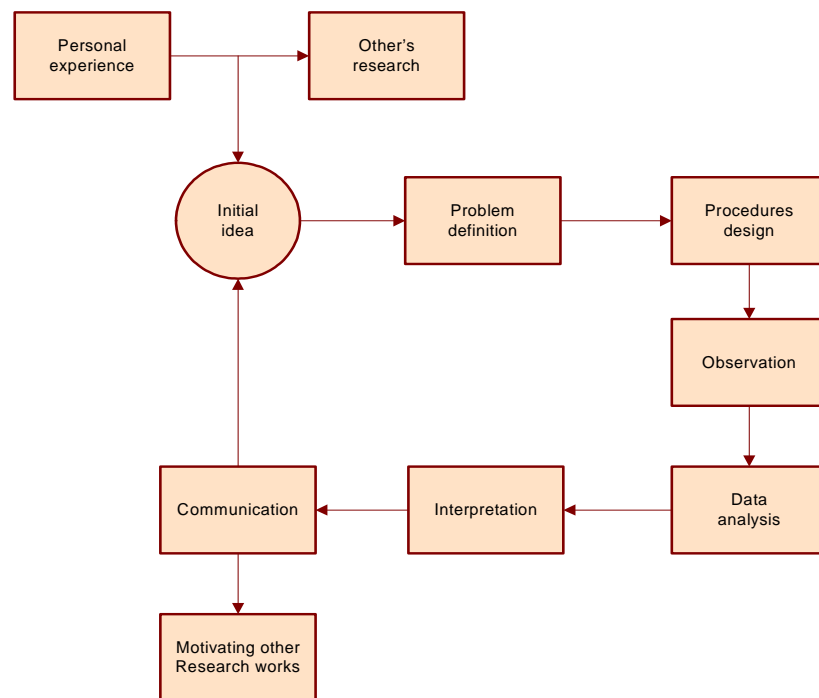 Personal
experience
Other's
research
Initial
idea
Problem
definition
Procedures
design
Observation
Data
analysis
Interpretation
Communication
Motivating other
Research works